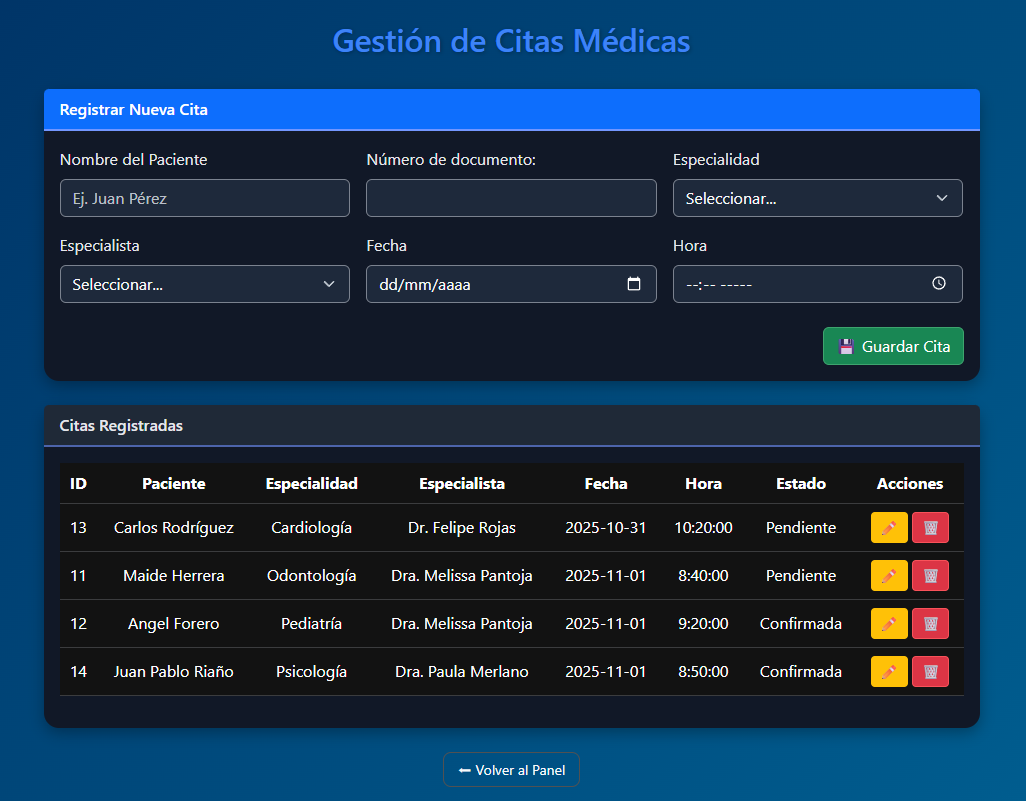 Gestión de Citas Médicas
Registrar Nueva Cita
Nombre del Paciente Número de documento: Especialidad
Ej. Juan Pérez Seleccionar...
Especialista Fecha Hora
Seleccionar... dd/mm/aaaa --:-- -----
Guardar Cita
Citas Registradas
ID Paciente Especialidad Especialista Fecha Hora Estado Acciones
13 Carlos Rodríguez Cardiología Dr. Felipe Rojas 2025-10-31 10:20:00 Pendiente
11 Maide Herrera Odontología Dra. Melissa Pantoja 2025-11-01 8:40:00 Pendiente
12 Angel Forero Pediatría Dra. Melissa Pantoja 2025-11-01 9:20:00 Confirmada
14 Juan Pablo Riaño Psicología Dra. Paula Merlano 2025-11-01 8:50:00 Confirmada
⬅ Volver al Panel